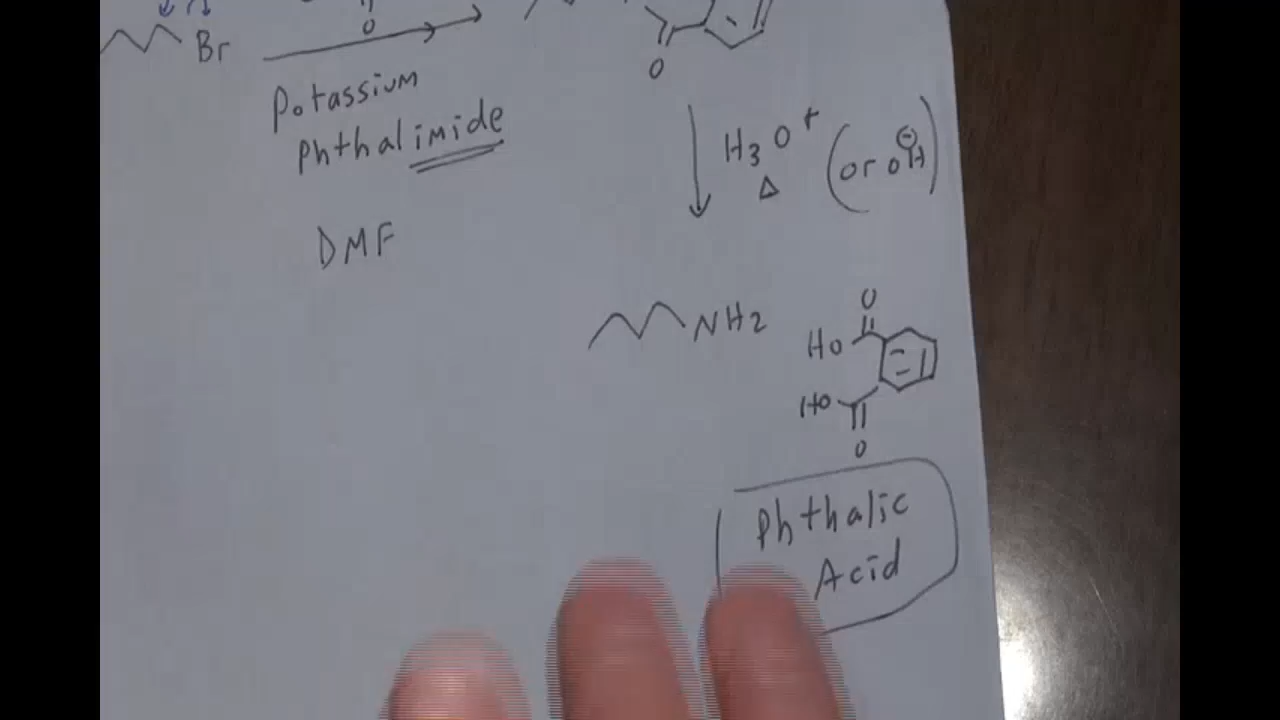 Br
O
Potassium
Phthalimide
DMF
O
H3O+ (or ⊖OH)
Δ
NH2
O
HO
HO
O
Phthalic
Acid